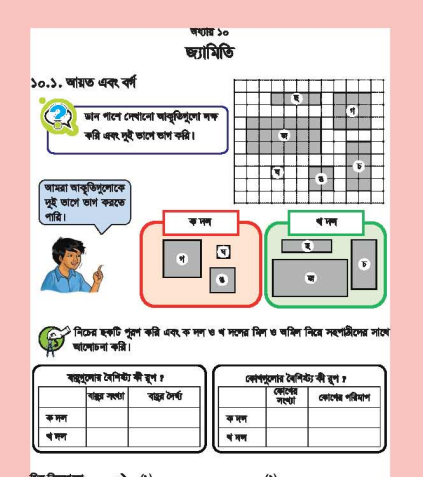 অধ্যায় ১০
জ্যামিতি
১০.১. আয়ত এবং বর্গ
ডান পাশে দেখানো আকৃতিগুলো লক্ষ
করি এবং দুই ভাগে ভাগ করি।
ছ
গ
জ
চ
ঘ
ঙ
আমরা আকৃতিগুলোকে
দুই ভাগে ভাগ করতে
পারি।
ক দল
খ দল
গ
ঘ
ঙ
ছ
চ
জ
নিচের ছকটি পূরণ করি এবং ক দল ও খ দলের মিল ও অমিল নিয়ে সহপাঠীদের সাথে
আলোচনা করি।
বাহুগুলোর বৈশিষ্ট্য কী রূপ ?
বাহুর সংখ্যা
বাহুর দৈর্ঘ্য
ক দল
খ দল
কোণগুলোর বৈশিষ্ট্য কী রূপ ?
কোণের
সংখ্যা
কোণের পরিমাপ
ক দল
খ দল